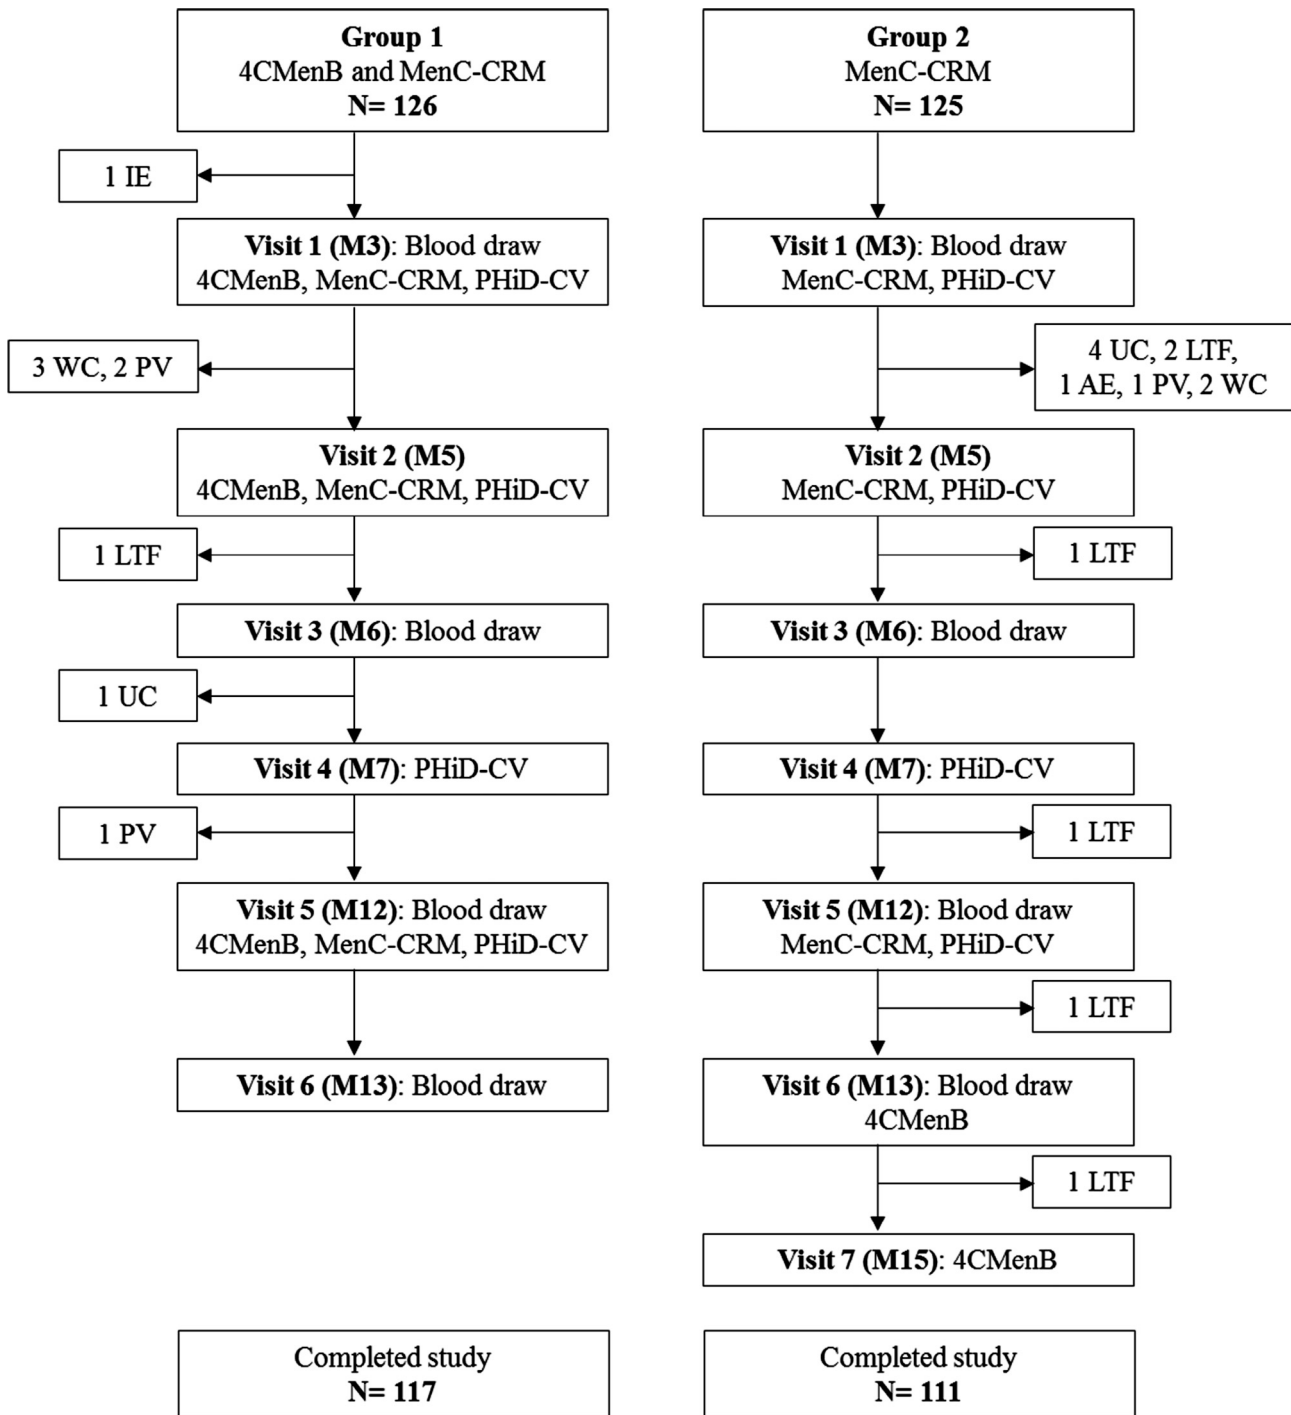 Group 1
4CMenB and MenC-CRM
N= 126
Group 2
MenC-CRM
N= 125
1 IE
Visit 1 (M3): Blood draw
4CMenB, MenC-CRM, PHiD-CV
Visit 1 (M3): Blood draw
MenC-CRM, PHiD-CV
3 WC, 2 PV
4 UC, 2 LTF,
1 AE, 1 PV, 2 WC
Visit 2 (M5)
4CMenB, MenC-CRM, PHiD-CV
Visit 2 (M5)
MenC-CRM, PHiD-CV
1 LTF
1 LTF
Visit 3 (M6): Blood draw
Visit 3 (M6): Blood draw
1 UC
Visit 4 (M7): PHiD-CV
Visit 4 (M7): PHiD-CV
1 PV
1 LTF
Visit 5 (M12): Blood draw
4CMenB, MenC-CRM, PHiD-CV
Visit 5 (M12): Blood draw
MenC-CRM, PHiD-CV
1 LTF
Visit 6 (M13): Blood draw
Visit 6 (M13): Blood draw
4CMenB
1 LTF
Visit 7 (M15): 4CMenB
Completed study
N= 117
Completed study
N= 111